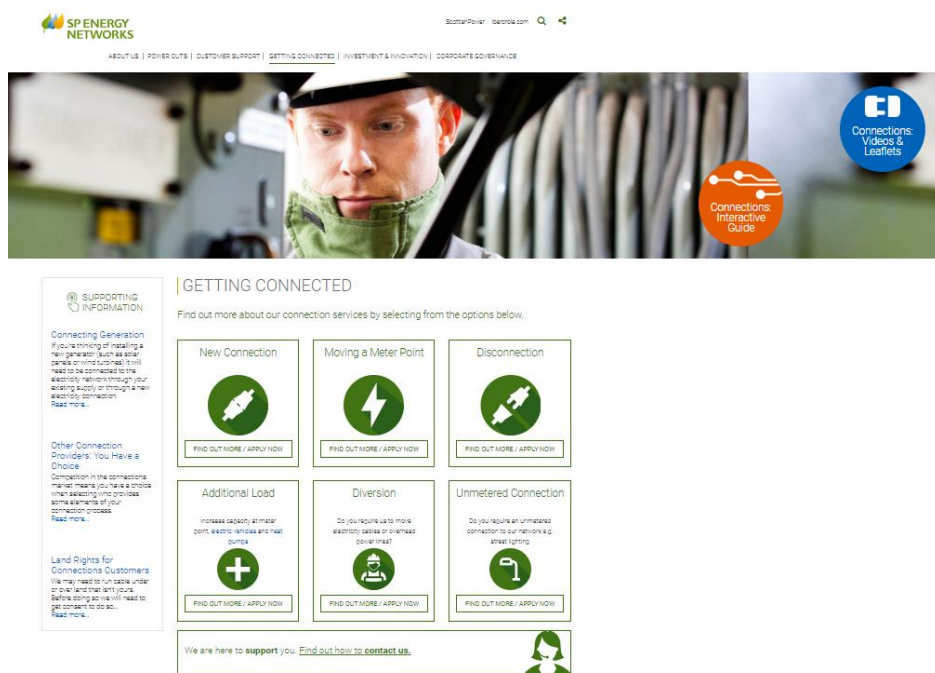 SP ENERGY
NETWORKS
ScottishPower | Iberdrola.com
ABOUT US | POWER CUTS | CUSTOMER SUPPORT | GETTING CONNECTED | INVESTMENT & INNOVATION | CORPORATE GOVERNANCE
Connections:
Videos &
Leaflets
Connections:
Interactive
Guide
SUPPORTING
INFORMATION
Connecting Generation
If you're thinking of installing a
new generator (such as solar
panels or wind turbines) it will
need to be connected to the
electricity network through your
existing supply or through a new
electricity connection.
Read more...
Other Connection
Providers: You Have a
Choice
Competition in the connections
market means you have a choice
when selecting who provides
some elements of your
connection process.
Read more...
Land Rights for
Connections Customers
We may need to run cable under
or over land that isn't yours.
Before doing so we will need to
get consent to do so...
Read more...
GETTING CONNECTED
Find out more about our connection services by selecting from the options below.
New Connection
FIND OUT MORE / APPLY NOW
Moving a Meter Point
FIND OUT MORE / APPLY NOW
Disconnection
FIND OUT MORE / APPLY NOW
Additional Load
Increase capacity at meter
point, electric vehicles and heat
pumps
FIND OUT MORE / APPLY NOW
Diversion
Do you require us to move
electricity cables or overhead
power lines?
FIND OUT MORE / APPLY NOW
Unmetered Connection
Do you require an unmetered
connection to our network e.g.
street lighting
FIND OUT MORE / APPLY NOW
We are here to support you. Find out how to contact us.